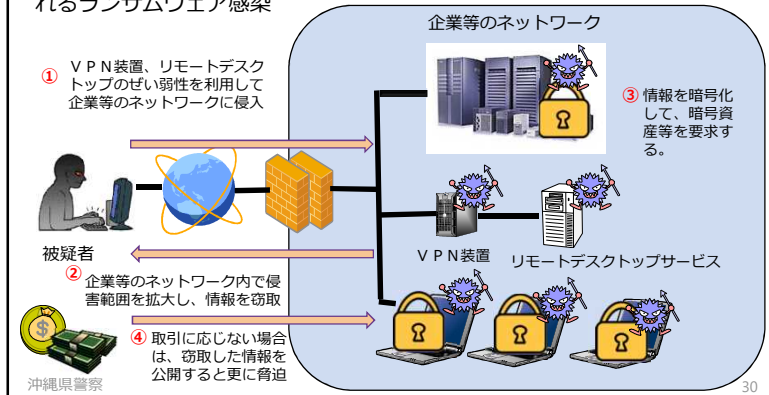 れるランサムウェア感染
企業等のネットワーク
① ＶＰＮ装置、リモートデスク
トップのぜい弱性を利用して
企業等のネットワークに侵入
③ 情報を暗号化
して、暗号資
産等を要求す
る。
被疑者
ＶＰＮ装置
リモートデスクトップサービス
② 企業等のネットワーク内で侵
害範囲を拡大し、情報を窃取
④ 取引に応じない場合
は、窃取した情報を
公開すると更に脅迫
沖縄県警察
30